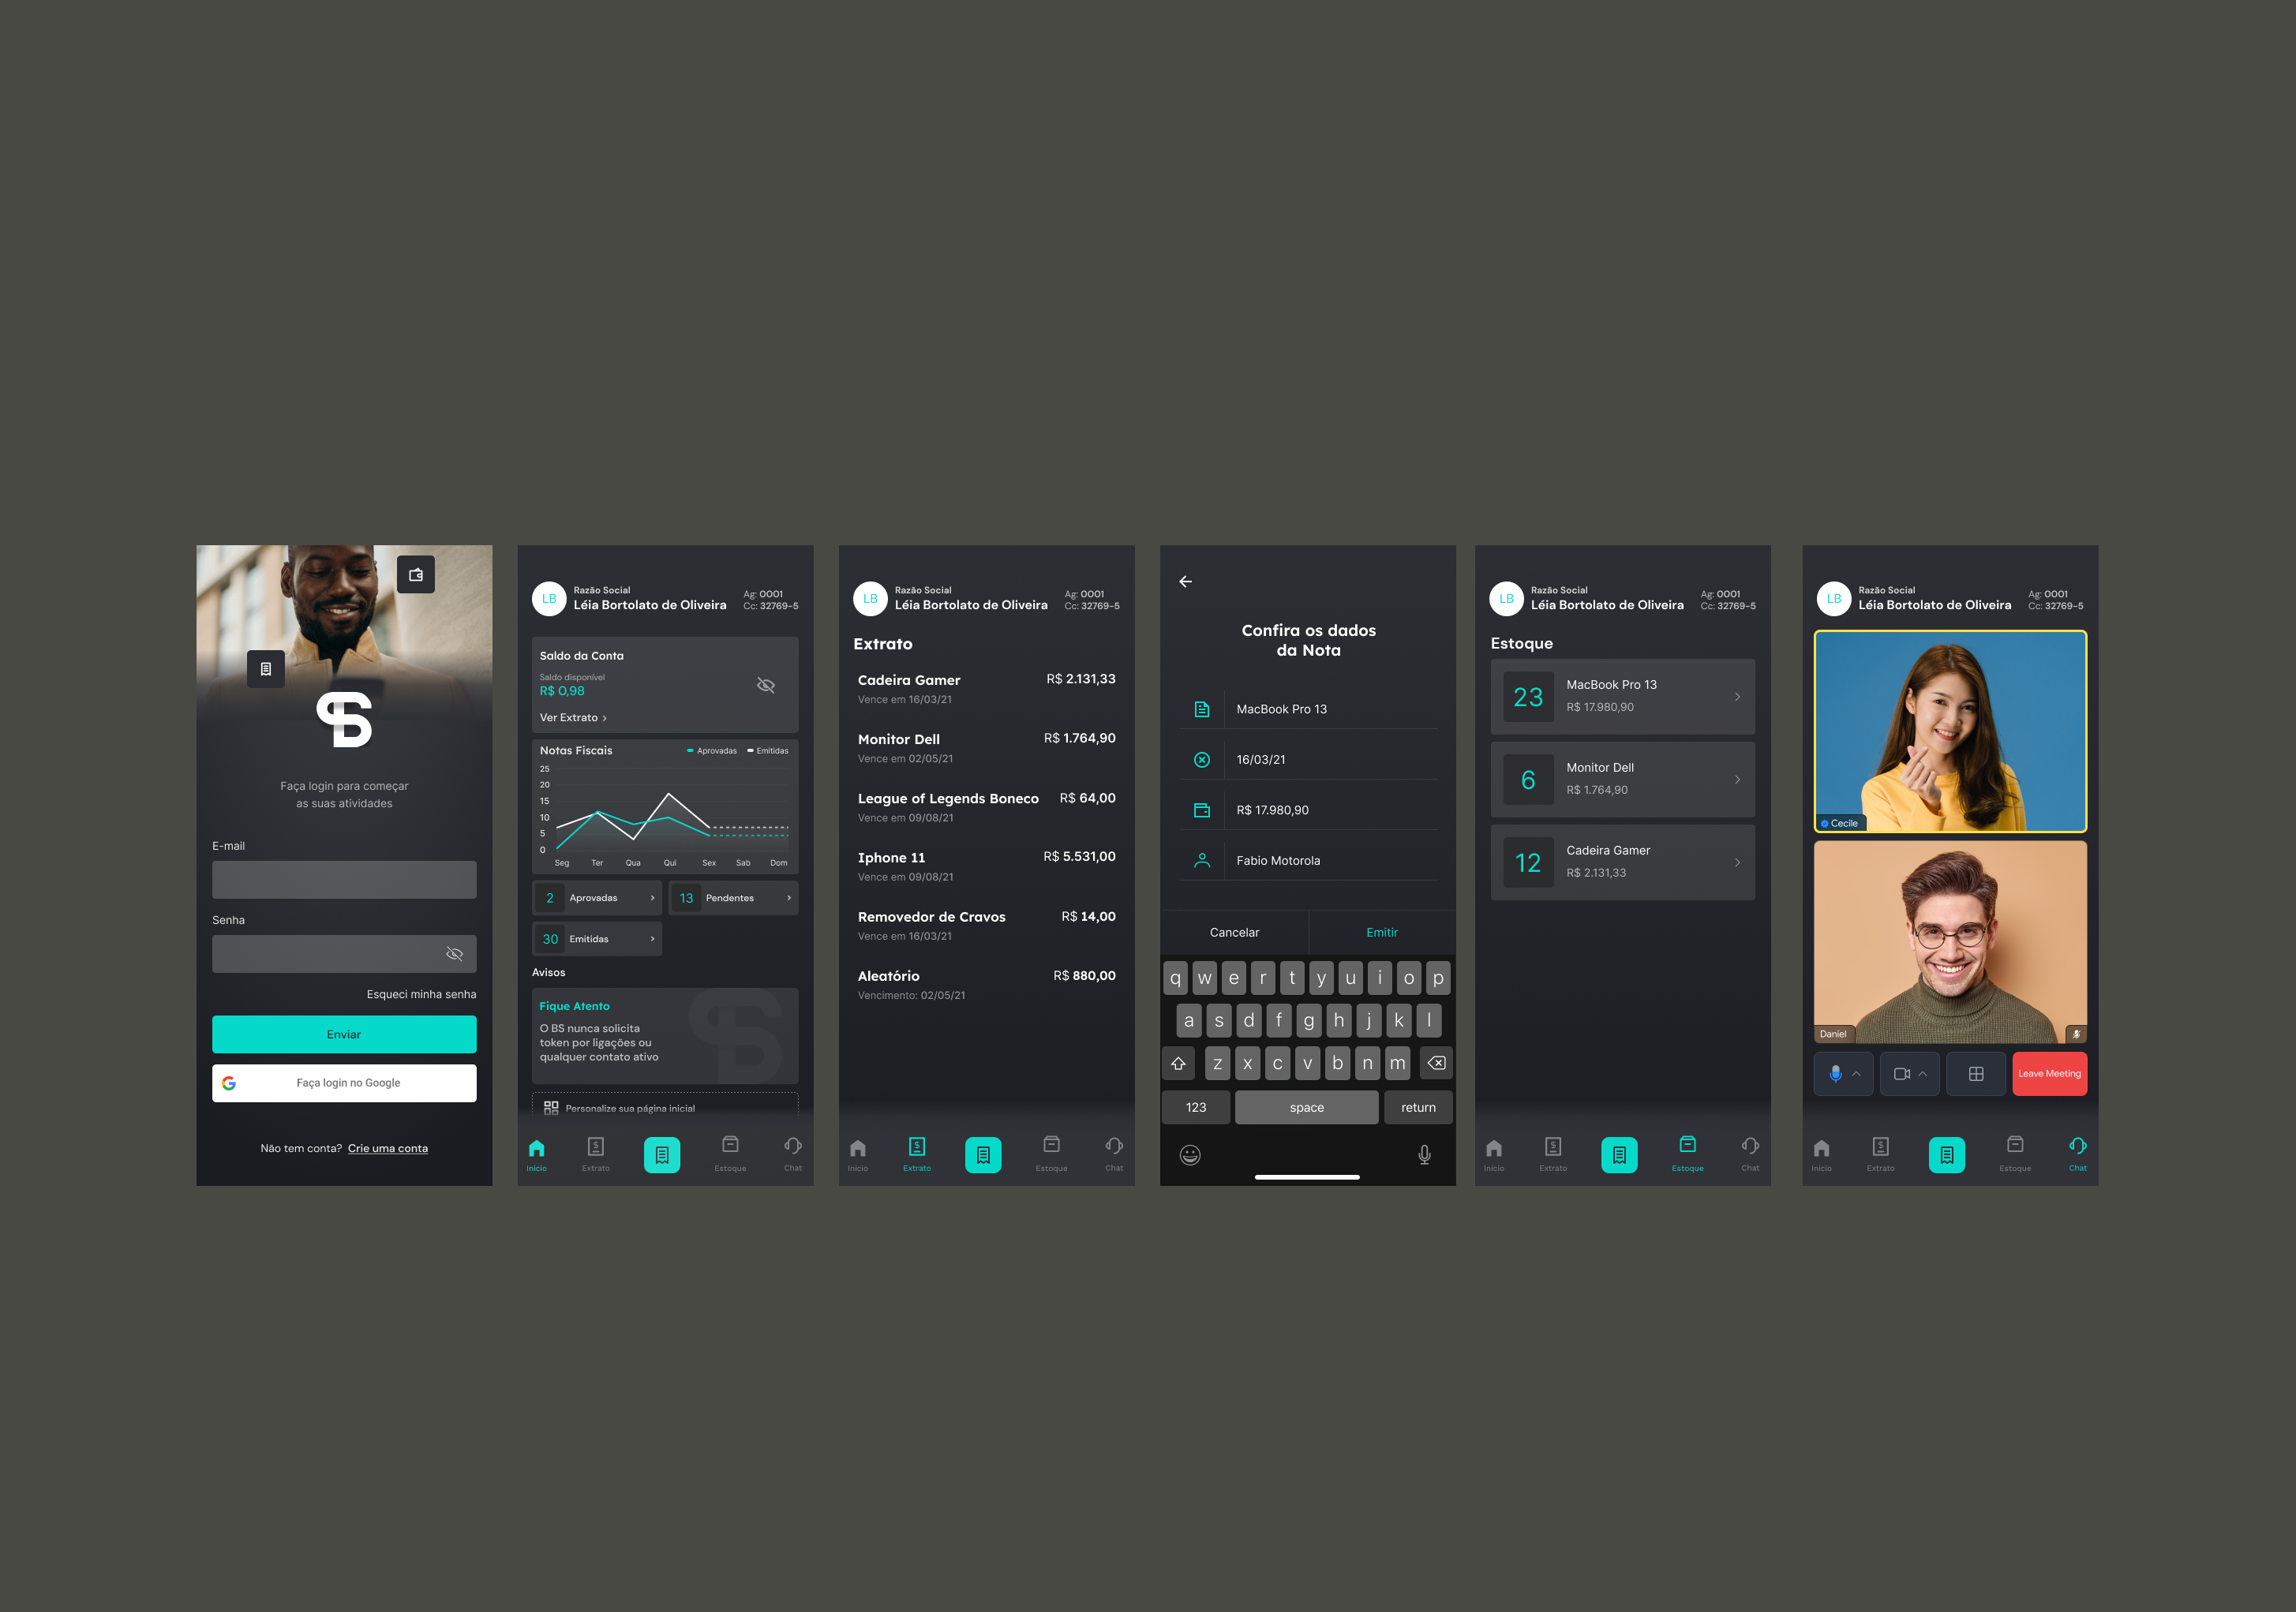 Faça login para começar
as suas atividades
E-mail
Senha
Esqueci minha senha
Enviar
Faça login no Google
Não tem conta? Crie uma conta
LB
Razão Social
Léia Bortolato de Oliveira
Ag: 0001
Cc: 32769-5
Saldo da Conta
Saldo disponível
R$ 0,98
Ver Extrato
Notas Fiscais
Aprovadas
Emitidas
25
20
15
10
5
0
Seg Ter Qua Qui Sex Sab Dom
2 Aprovadas
13 Pendentes
30 Emitidas
Avisos
Fique Atento
O BS nunca solicita
token por ligações ou
qualquer contato ativo
Personalize sua página inicial
Início Extrato Estoque Chat
LB
Razão Social
Léia Bortolato de Oliveira
Ag: 0001
Cc: 32769-5
Extrato
Cadeira Gamer R$ 2.131,33
Vence em 16/03/21
Monitor Dell R$ 1.764,90
Vence em 02/05/21
League of Legends Boneco R$ 64,00
Vence em 09/08/21
Iphone 11 R$ 5.531,00
Vence em 09/08/21
Removedor de Cravos R$ 14,00
Vence em 16/03/21
Aleatório R$ 880,00
Vencimento: 02/05/21
Início Extrato Estoque Chat
Confira os dados
da Nota
MacBook Pro 13
16/03/21
R$ 17.980,90
Fabio Motorola
Cancelar Emitir
q w e r t y u i o p
a s d f g h j k l
z x c v b n m
123 space return
LB
Razão Social
Léia Bortolato de Oliveira
Ag: 0001
Cc: 32769-5
Estoque
23
MacBook Pro 13
R$ 17.980,90
6
Monitor Dell
R$ 1.764,90
12
Cadeira Gamer
R$ 2.131,33
Início Extrato Estoque Chat
LB
Razão Social
Léia Bortolato de Oliveira
Ag: 0001
Cc: 32769-5
Cecile
Daniel
Leave Meeting
Início Extrato Estoque Chat